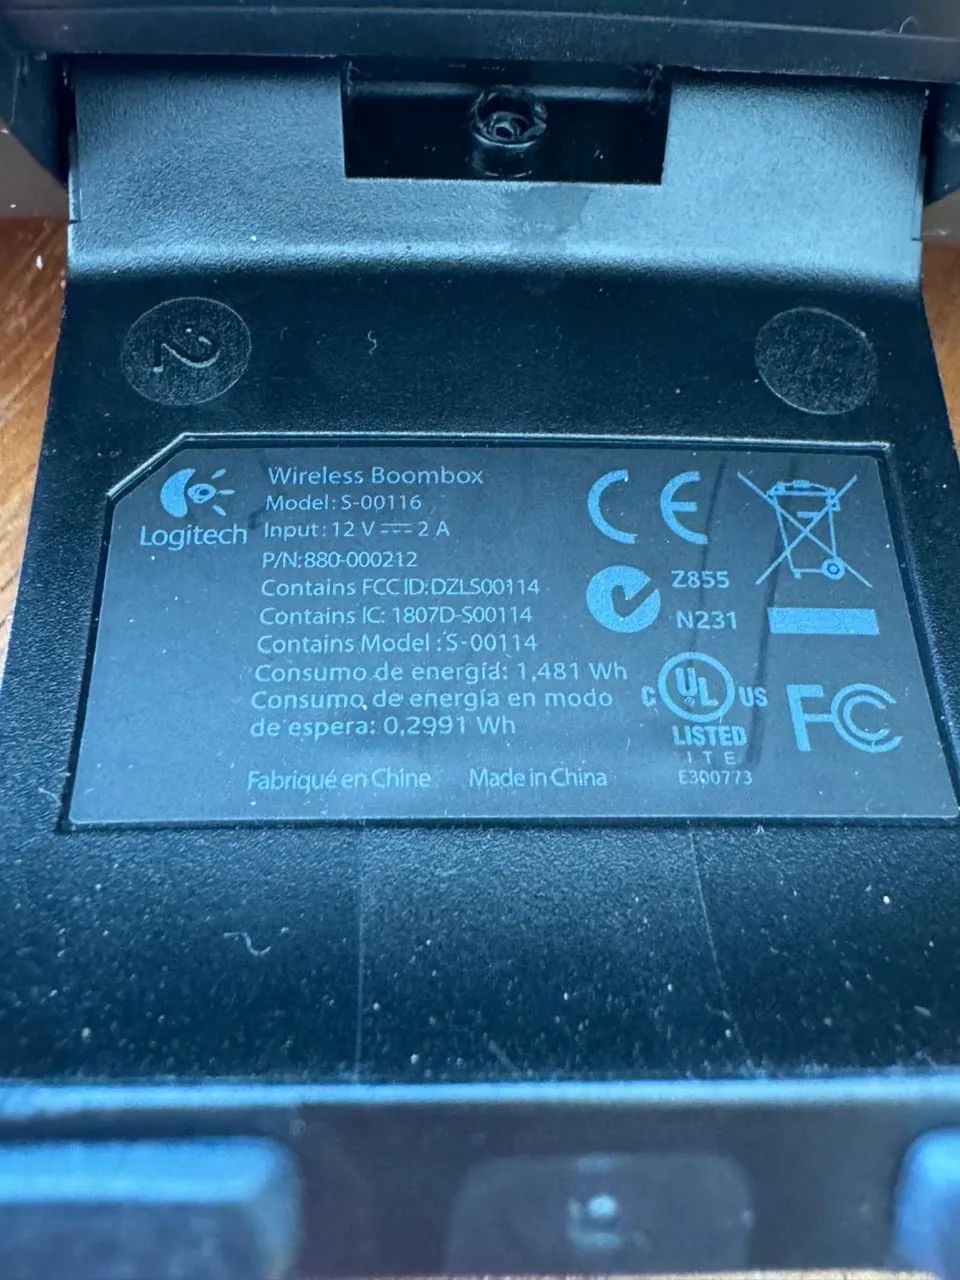 2
Logitech
Wireless Boombox
Model: S-00116
Input: 12 V ⎓ 2 A
P/N:880-000212
Contains FCC ID:DZLS00114
Contains IC: 1807D-S00114
Contains Model :S-00114
Consumo de energía: 1,481 Wh
Consumo de energía en modo
de espera: 0,2991 Wh
Fabriqué en Chine Made in China
CE
Z855
N231
C UL US
LISTED
I T E
E300773
FC